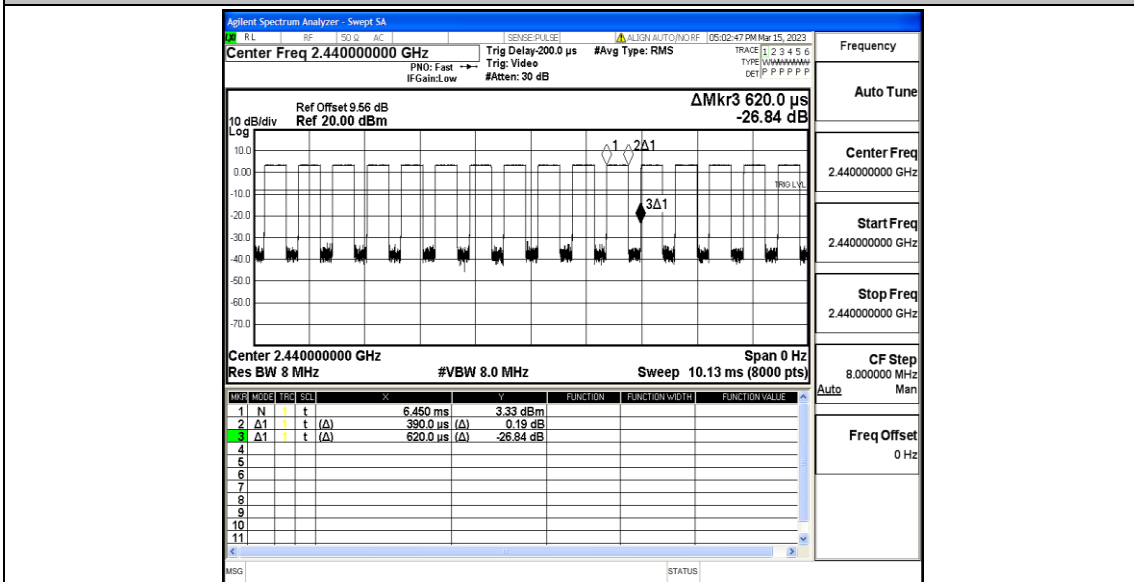 Agilent Spectrum Analyzer - Swept SA
LXI RL RF 50 Ω AC SENSE:PULSE ALIGN AUTO/NO RF 05:02:47 PM Mar 15, 2023
Center Freq 2.440000000 GHz
PNO: Fast
IFGain:Low
Trig Delay-200.0 µs
Trig: Video
#Atten: 30 dB
#Avg Type: RMS
TRACE 1 2 3 4 5 6
TYPE WWWWWW
DET P P P P P P
Ref Offset 9.56 dB
10 dB/div Ref 20.00 dBm
Log
ΔMkr3 620.0 µs
-26.84 dB
10.0
0.00
-10.0
-20.0
-30.0
-40.0
-50.0
-60.0
-70.0
1
2Δ1
TRIG LVL
3Δ1
Center 2.440000000 GHz Span 0 Hz
Res BW 8 MHz #VBW 8.0 MHz Sweep 10.13 ms (8000 pts)
MKR MODE TRC SCL X Y FUNCTION FUNCTION WIDTH FUNCTION VALUE
1 N 1 t 6.450 ms 3.33 dBm
2 Δ1 1 t (Δ) 390.0 µs (Δ) 0.19 dB
3 Δ1 1 t (Δ) 620.0 µs (Δ) -26.84 dB
4
5
6
7
8
9
10
11
MSG STATUS
Frequency
Auto Tune
Center Freq
2.440000000 GHz
Start Freq
2.440000000 GHz
Stop Freq
2.440000000 GHz
CF Step
8.000000 MHz
Auto Man
Freq Offset
0 Hz